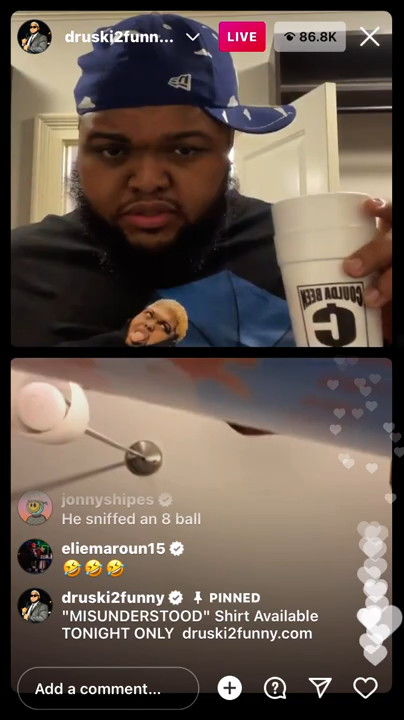 druski2funn...
LIVE
86.8K
COULDA BEEN
C
jonnyshipes
He sniffed an 8 ball
eliemaroun15
🤣🤣🤣
druski2funny PINNED
"MISUNDERSTOOD" Shirt Available
TONIGHT ONLY druski2funny.com
Add a comment...